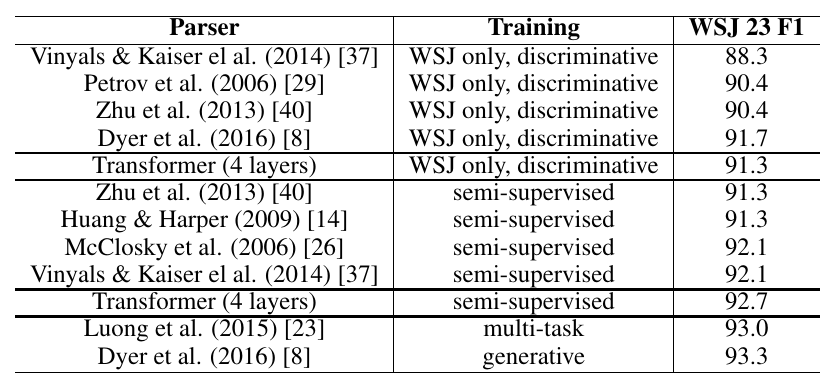 Parser Training WSJ 23 F1
Vinyals & Kaiser el al. (2014) [37] WSJ only, discriminative 88.3
Petrov et al. (2006) [29] WSJ only, discriminative 90.4
Zhu et al. (2013) [40] WSJ only, discriminative 90.4
Dyer et al. (2016) [8] WSJ only, discriminative 91.7
Transformer (4 layers) WSJ only, discriminative 91.3
Zhu et al. (2013) [40] semi-supervised 91.3
Huang & Harper (2009) [14] semi-supervised 91.3
McClosky et al. (2006) [26] semi-supervised 92.1
Vinyals & Kaiser el al. (2014) [37] semi-supervised 92.1
Transformer (4 layers) semi-supervised 92.7
Luong et al. (2015) [23] multi-task 93.0
Dyer et al. (2016) [8] generative 93.3